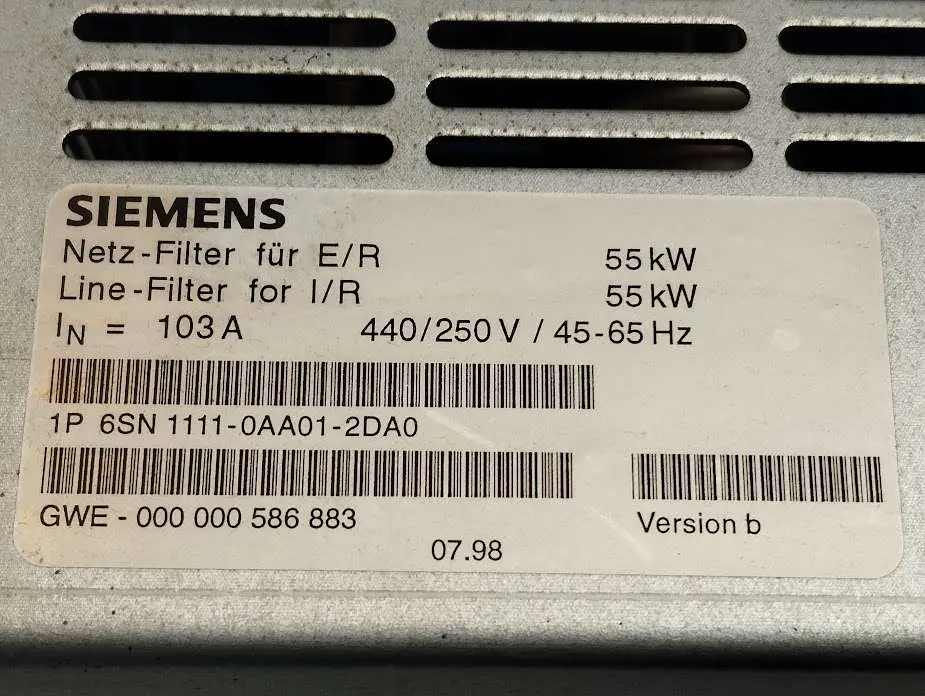 SIEMENS
Netz-Filter für E/R 55 kW
Line-Filter for I/R 55 kW
IN = 103 A 440/250 V / 45-65 Hz
1P 6SN 1111-0AA01-2DA0
GWE - 000 000 586 883 Version b
07.98